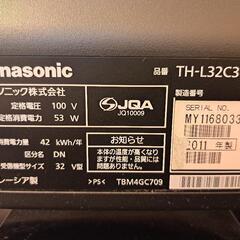 nasonic
品番 TH-L32C3
ソニック株式会社
定格電圧 100 V
定格消費電力 53 W
JQA
JQ10009
製造番号
SERIAL NO.
MY1168033
費電力量 42 kWh/年
区分名 DN
受信機型サイズ 32 V型
お知らせ
本体の温度が高く
なりますが、性能・品質
には問題ありません。
2011 年製
レーシア製
PS
TBM4GC709